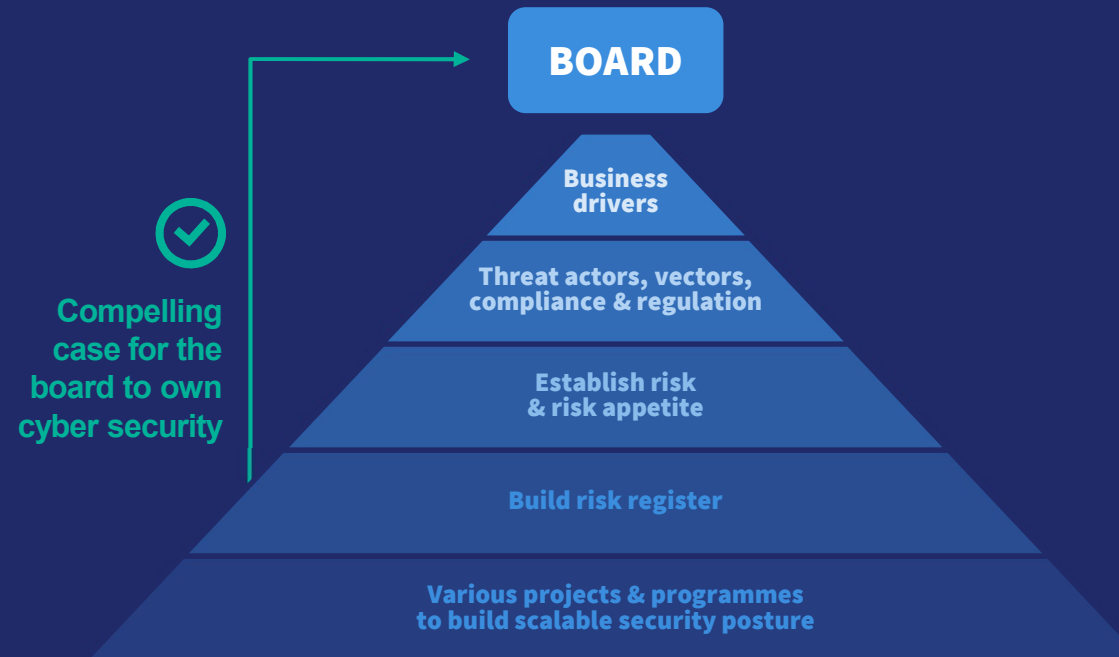 BOARD
Business
drivers
Threat actors, vectors,
compliance & regulation
Establish risk
& risk appetite
Build risk register
Various projects & programmes
to build scalable security posture
Compelling
case for the
board to own
cyber security